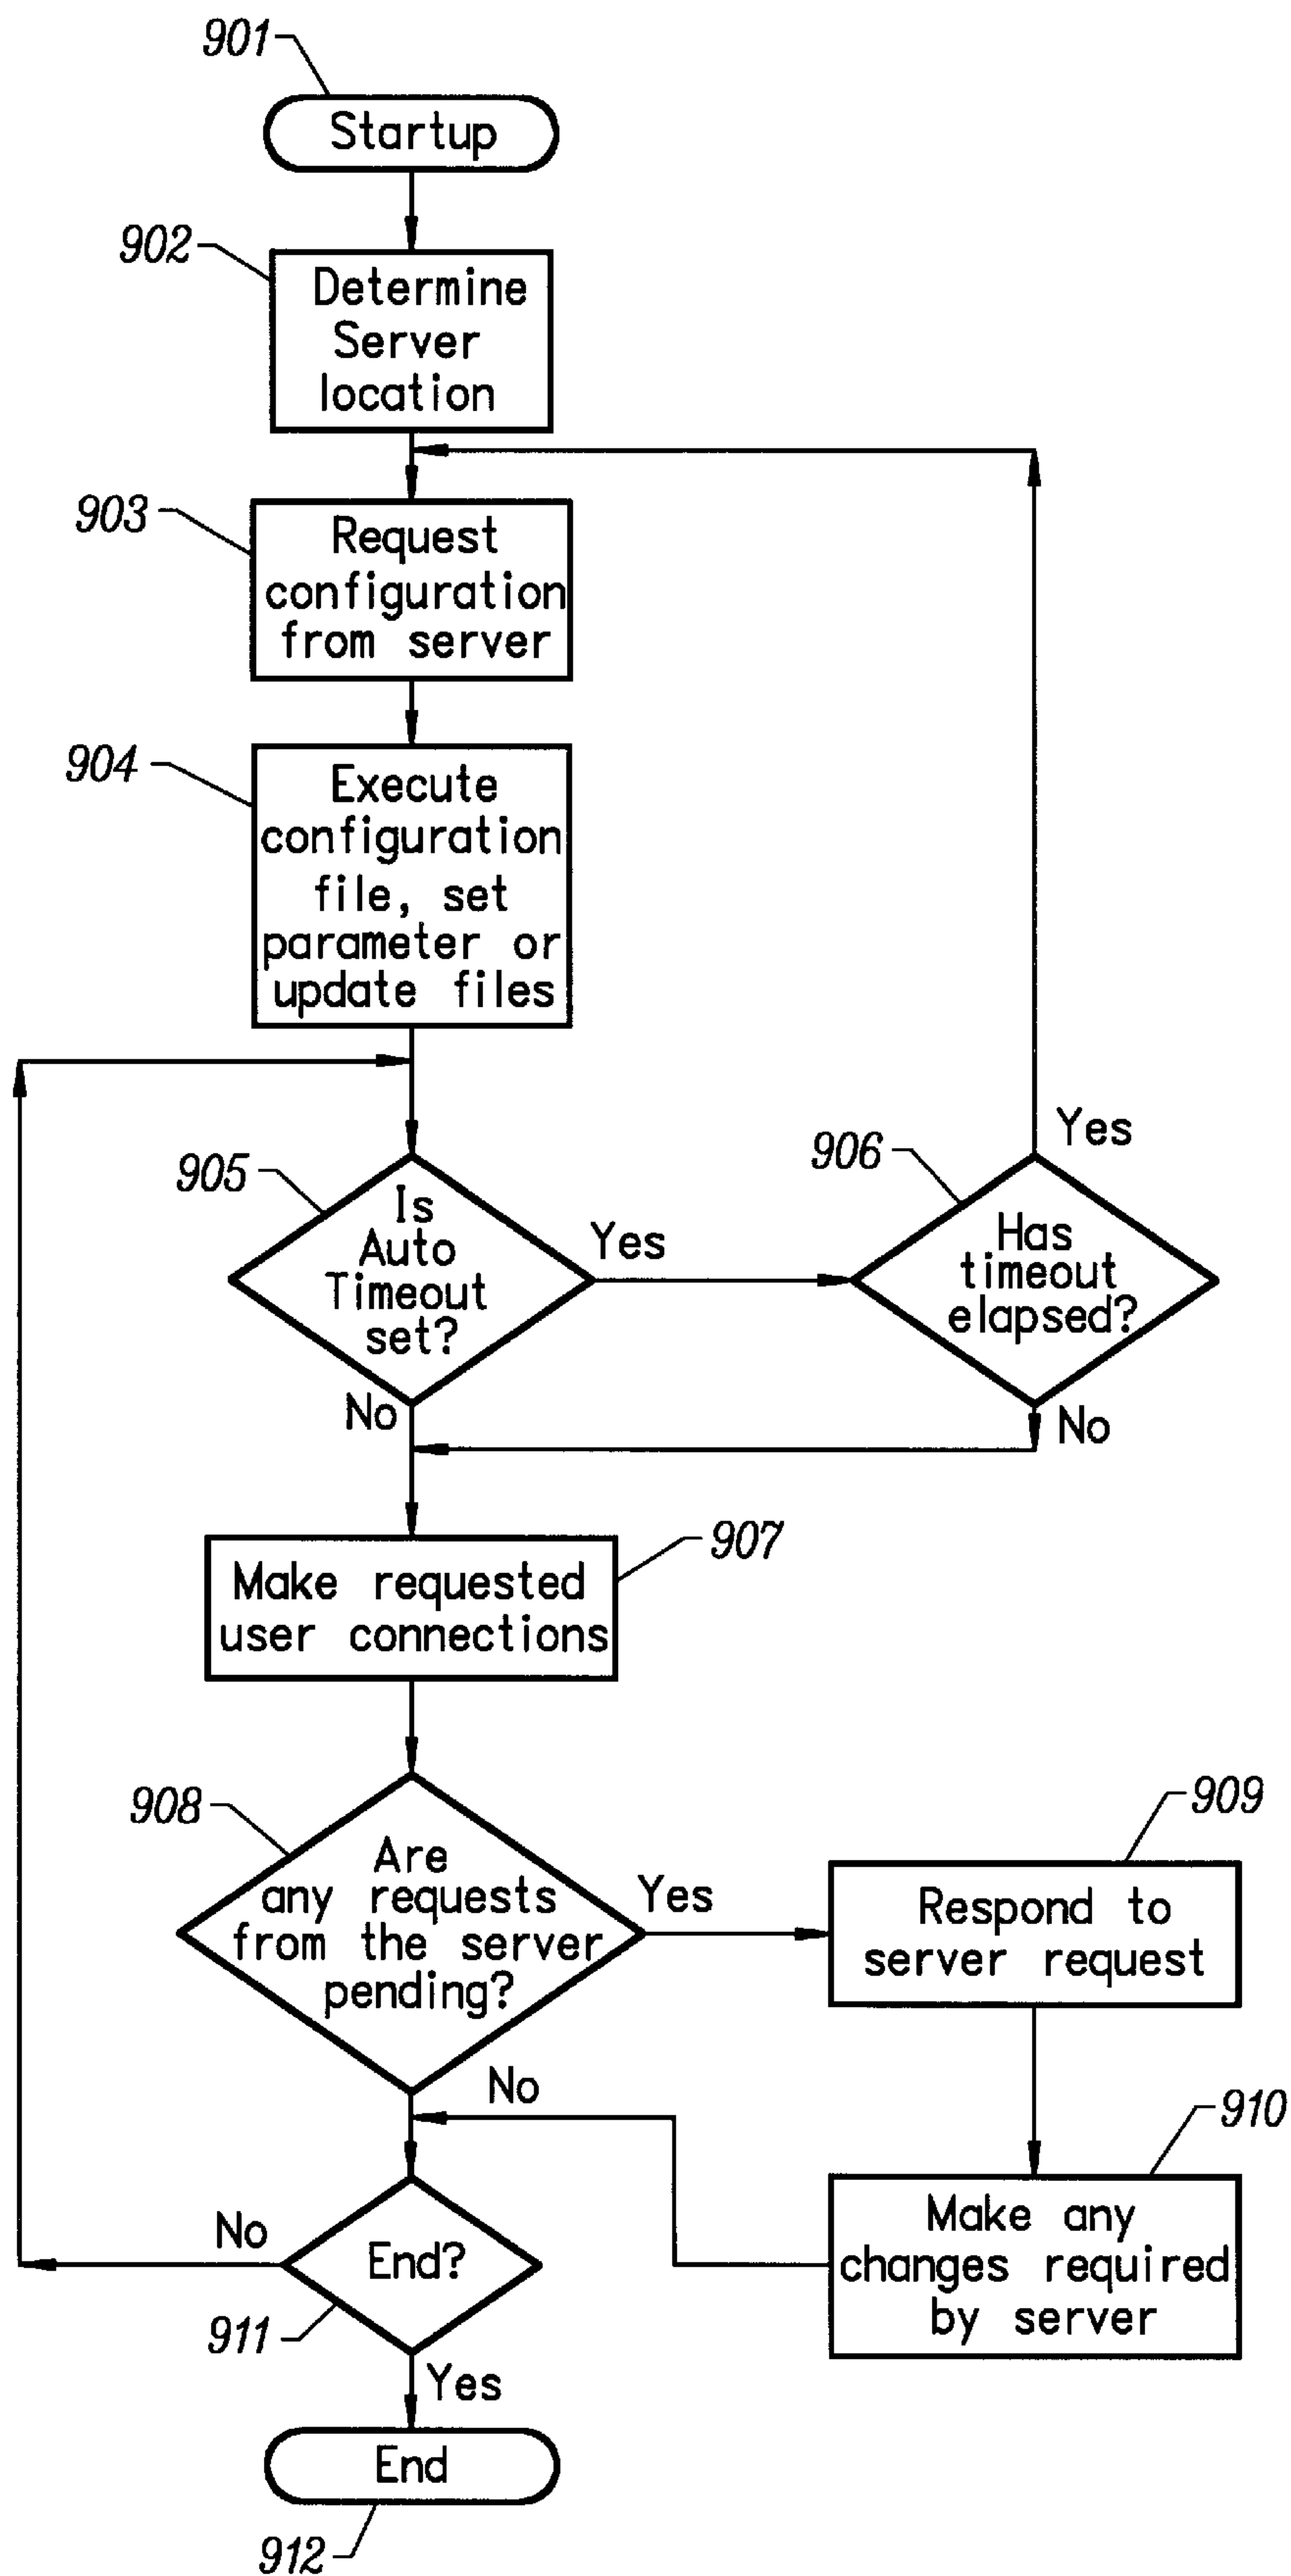 901
Startup
902
Determine
Server
location
903
Request
configuration
from server
904
Execute
configuration
file, set
parameter or
update files
905
Is
Auto
Timeout
set?
Yes
No
906
Has
timeout
elapsed?
Yes
No
907
Make requested
user connections
908
Are
any requests
from the server
pending?
Yes
No
909
Respond to
server request
910
Make any
changes required
by server
911
End?
No
Yes
End
912